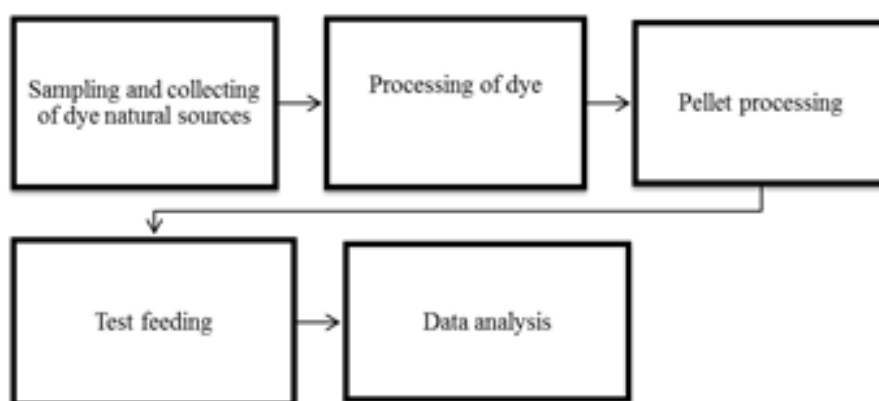 Sampling and collecting
of dye natural sources
Processing of dye
Pellet processing
Test feeding
Data analysis